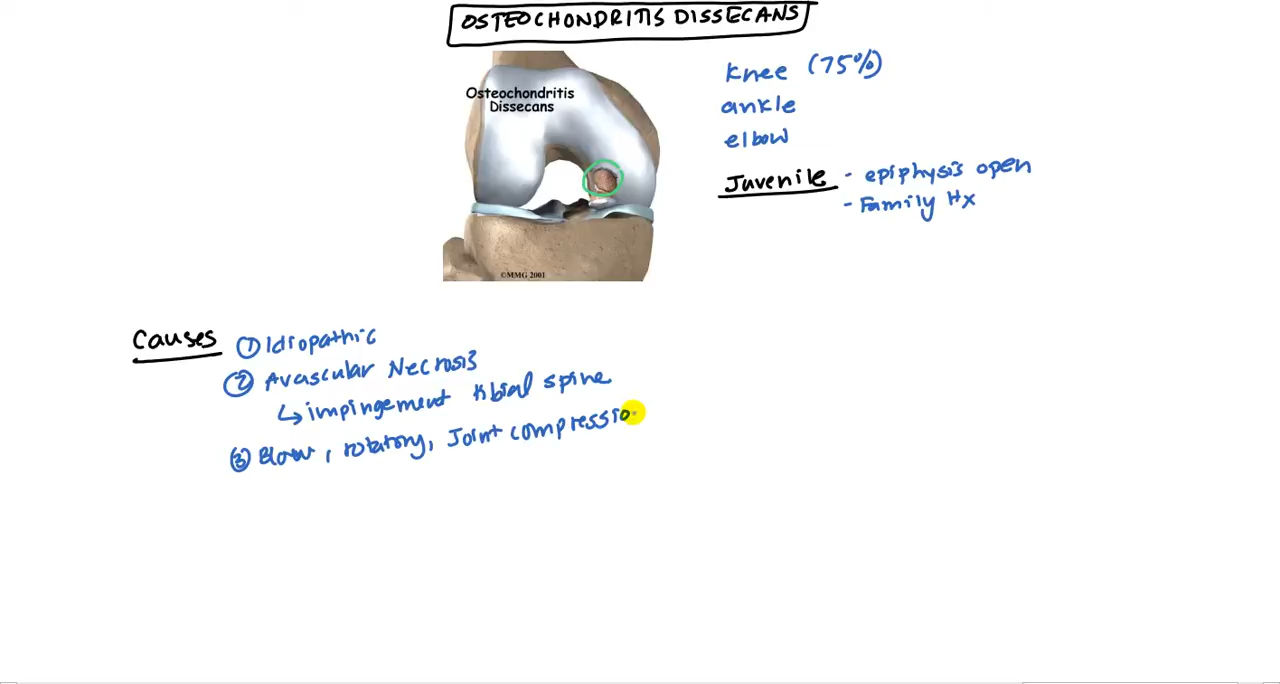 OSTEOCHONDRITIS DISSECANS
Osteochondritis
Dissecans
©MMG 2001
knee (75%)
ankle
elbow
Juvenile - epiphysis open
- Family Hx
Causes ① Idiopathic
② Avascular Necrosis
↳ impingement tibial spine
③ Blow, rotatory, Joint compressio